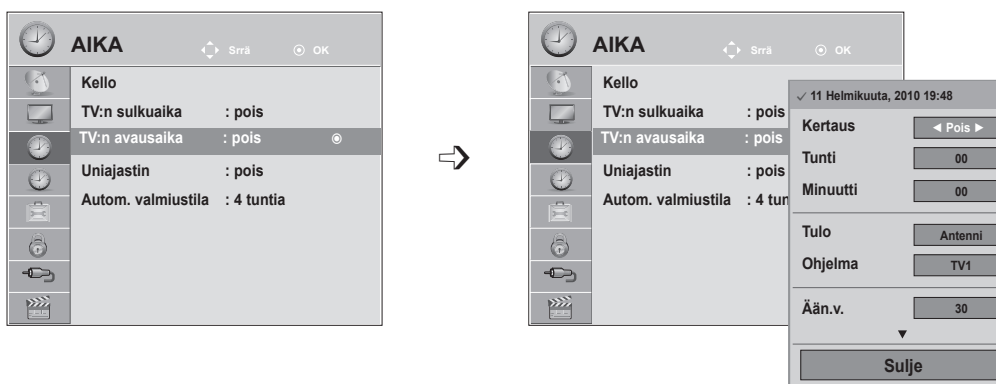 AIKA Srrä OK
Kello
TV:n sulkuaika : pois
TV:n avausaika : pois
Uniajastin : pois
Autom. valmiustila : 4 tuntia
AIKA Srrä OK
Kello
TV:n sulkuaika : pois
TV:n avausaika : pois
Uniajastin : pois
Autom. valmiustila : 4 tun
✓ 11 Helmikuuta, 2010 19:48
Kertaus ◄ Pois ►
Tunti 00
Minuutti 00
Tulo Antenni
Ohjelma TV1
Ään.v. 30
▼
Sulje